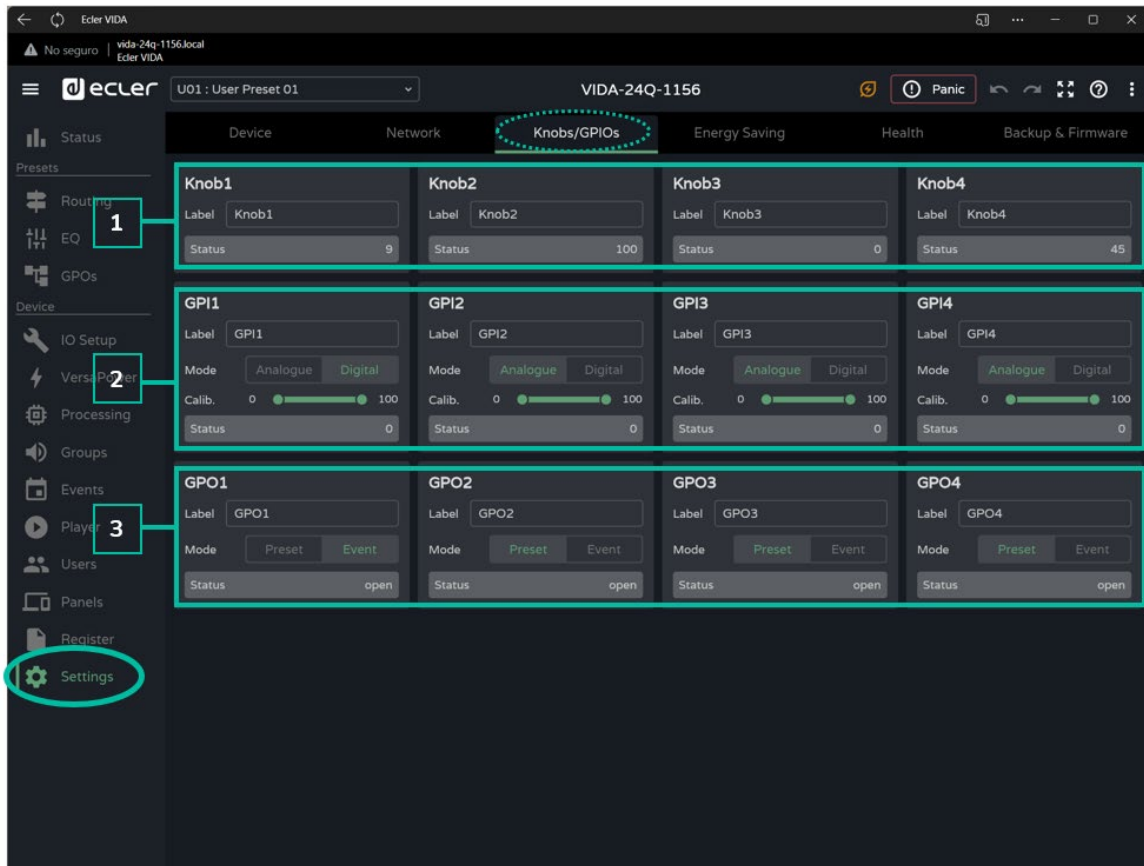 Ecler VIDA
No seguro
vida-24q-1156.local
Ecler VIDA
ecler
U01 : User Preset 01
VIDA-24Q-1156
Panic
Status
Presets
Routing
EQ
GPOs
Device
IO Setup
VersaPower
Processing
Groups
Events
Player
Users
Panels
Register
Settings
Device Network Knobs/GPIOs Energy Saving Health Backup & Firmware
1
Knob1 Knob2 Knob3 Knob4
Label Knob1 Label Knob2 Label Knob3 Label Knob4
Status 9 Status 100 Status 0 Status 45
2
GPI1 GPI2 GPI3 GPI4
Label GPI1 Label GPI2 Label GPI3 Label GPI4
Mode Analogue Digital Mode Analogue Digital Mode Analogue Digital Mode Analogue Digital
Calib. 0 100 Calib. 0 100 Calib. 0 100 Calib. 0 100
Status 0 Status 0 Status 0 Status 0
3
GPO1 GPO2 GPO3 GPO4
Label GPO1 Label GPO2 Label GPO3 Label GPO4
Mode Preset Event Mode Preset Event Mode Preset Event Mode Preset Event
Status open Status open Status open Status open